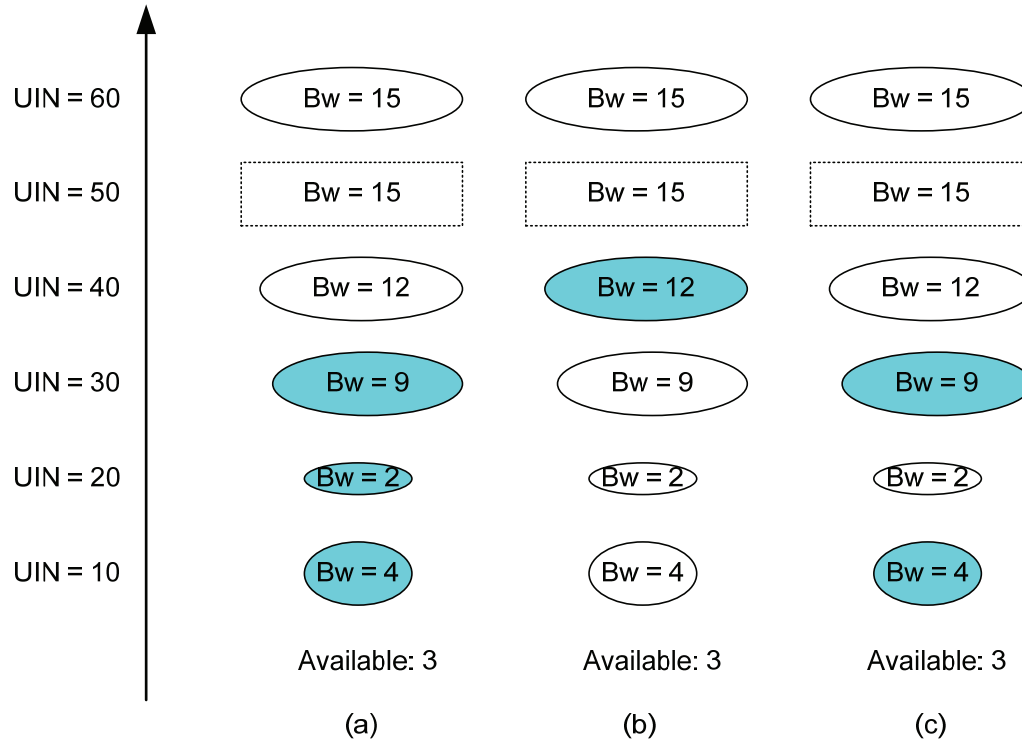 UIN = 60 Bw = 15 Bw = 15 Bw = 15
UIN = 50 Bw = 15 Bw = 15 Bw = 15
UIN = 40 Bw = 12 Bw = 12 Bw = 12
UIN = 30 Bw = 9 Bw = 9 Bw = 9
UIN = 20 Bw = 2 Bw = 2 Bw = 2
UIN = 10 Bw = 4 Bw = 4 Bw = 4
Available: 3 Available: 3 Available: 3
(a) (b) (c)